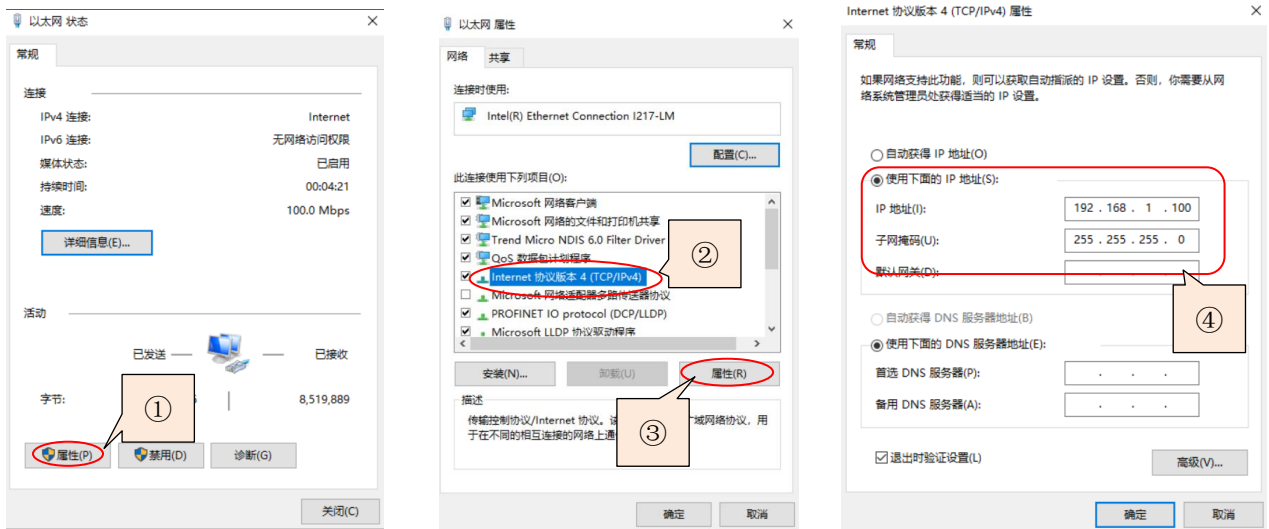 以太网 状态
常规
连接
IPv4 连接: Internet
IPv6 连接: 无网络访问权限
媒体状态: 已启用
持续时间: 00:04:21
速度: 100.0 Mbps
详细信息(E)...
活动
已发送 — — 已接收
字节: 8,519,889
①
属性(P) 禁用(D) 诊断(G)
关闭(C)
以太网 属性
网络 共享
连接时使用:
Intel(R) Ethernet Connection I217-LM
配置(C)...
此连接使用下列项目(O):
Microsoft 网络客户端
Microsoft 网络的文件和打印机共享
Trend Micro NDIS 6.0 Filter Driver
QoS 数据包计划程序
②
Internet 协议版本 4 (TCP/IPv4)
Microsoft 网络适配器多路传送器协议
PROFINET IO protocol (DCP/LLDP)
Microsoft LLDP 协议驱动程序
安装(N)... 卸载(U) 属性(R)
描述
传输控制协议/Internet 协议。 域网络协议，用
于在不同的相互连接的网络上
③
确定 取消
Internet 协议版本 4 (TCP/IPv4) 属性
常规
如果网络支持此功能，则可以获取自动指派的 IP 设置。否则，你需要从网
络系统管理员处获得适当的 IP 设置。
自动获得 IP 地址(O)
使用下面的 IP 地址(S):
IP 地址(I): 192 . 168 . 1 . 100
子网掩码(U): 255 . 255 . 255 . 0
默认网关(D):
④
自动获得 DNS 服务器地址(B)
使用下面的 DNS 服务器地址(E):
首选 DNS 服务器(P): . . .
备用 DNS 服务器(A): . . .
退出时验证设置(L)
高级(V)...
确定 取消